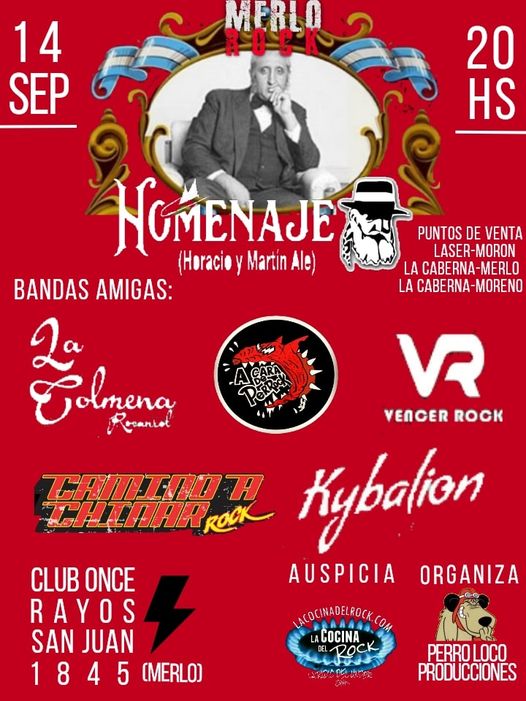 MERLO
ROCK
14
SEP
20
HS
HOMENAJE
(Horacio y Martín Ale)
PUNTOS DE VENTA
LASER-MORON
LA CABERNA-MERLO
LA CABERNA-MORENO
BANDAS AMIGAS:
La
Colmena
Rocanrol
A CARA
DE PERROCK
VR
VENCER ROCK
CAMINO A
CHINAR
ROCK
Kybalion
CLUB ONCE
RAYOS
SAN JUAN
1845 (MERLO)
AUSPICIA
LACOCINADELROCK.COM
LA COCINA
DEL ROCK
ORGANIZA
PERRO LOCO
PRODUCCIONES